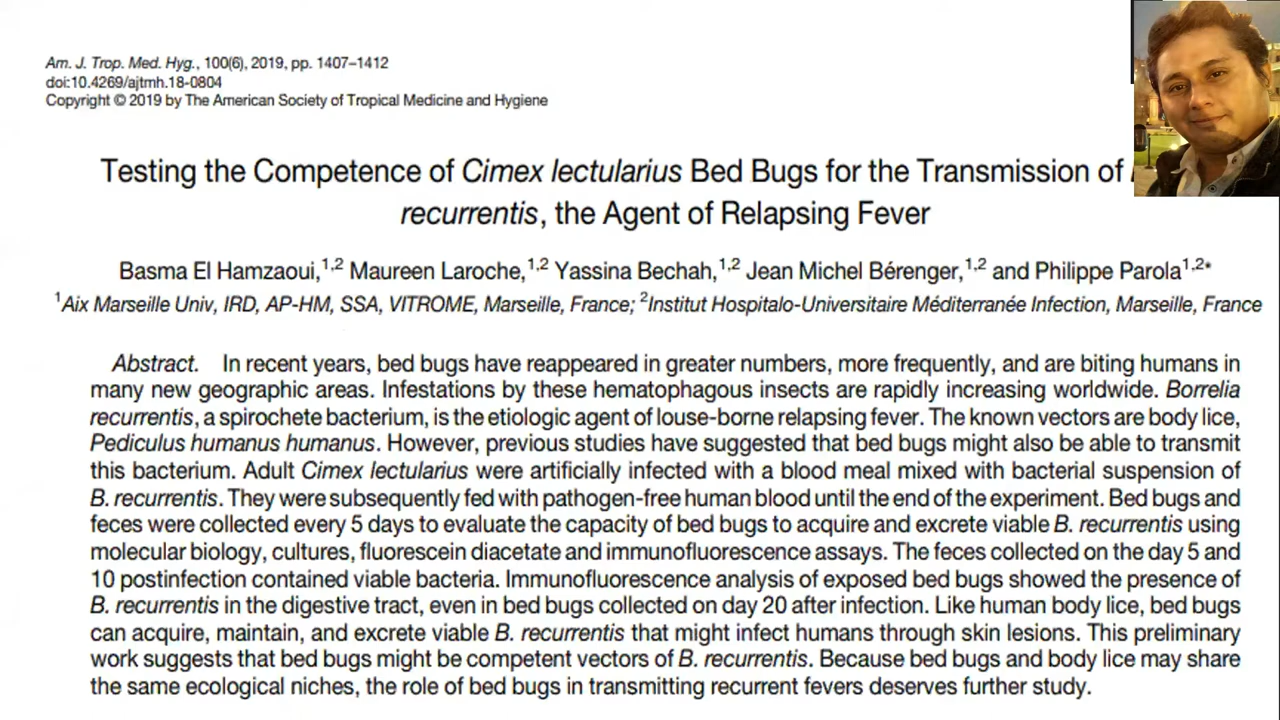 Am. J. Trop. Med. Hyg., 100(6), 2019, pp. 1407–1412
doi:10.4269/ajtmh.18-0804
Copyright © 2019 by The American Society of Tropical Medicine and Hygiene
Testing the Competence of Cimex lectularius Bed Bugs for the Transmission of
recurrentis, the Agent of Relapsing Fever
Basma El Hamzaoui,1,2 Maureen Laroche,1,2 Yassina Bechah,1,2 Jean Michel Bérenger,1,2 and Philippe Parola1,2*
1Aix Marseille Univ, IRD, AP-HM, SSA, VITROME, Marseille, France; 2Institut Hospitalo-Universitaire Méditerranée Infection, Marseille, France
Abstract. In recent years, bed bugs have reappeared in greater numbers, more frequently, and are biting humans in
many new geographic areas. Infestations by these hematophagous insects are rapidly increasing worldwide. Borrelia
recurrentis, a spirochete bacterium, is the etiologic agent of louse-borne relapsing fever. The known vectors are body lice,
Pediculus humanus humanus. However, previous studies have suggested that bed bugs might also be able to transmit
this bacterium. Adult Cimex lectularius were artificially infected with a blood meal mixed with bacterial suspension of
B. recurrentis. They were subsequently fed with pathogen-free human blood until the end of the experiment. Bed bugs and
feces were collected every 5 days to evaluate the capacity of bed bugs to acquire and excrete viable B. recurrentis using
molecular biology, cultures, fluorescein diacetate and immunofluorescence assays. The feces collected on the day 5 and
10 postinfection contained viable bacteria. Immunofluorescence analysis of exposed bed bugs showed the presence of
B. recurrentis in the digestive tract, even in bed bugs collected on day 20 after infection. Like human body lice, bed bugs
can acquire, maintain, and excrete viable B. recurrentis that might infect humans through skin lesions. This preliminary
work suggests that bed bugs might be competent vectors of B. recurrentis. Because bed bugs and body lice may share
the same ecological niches, the role of bed bugs in transmitting recurrent fevers deserves further study.